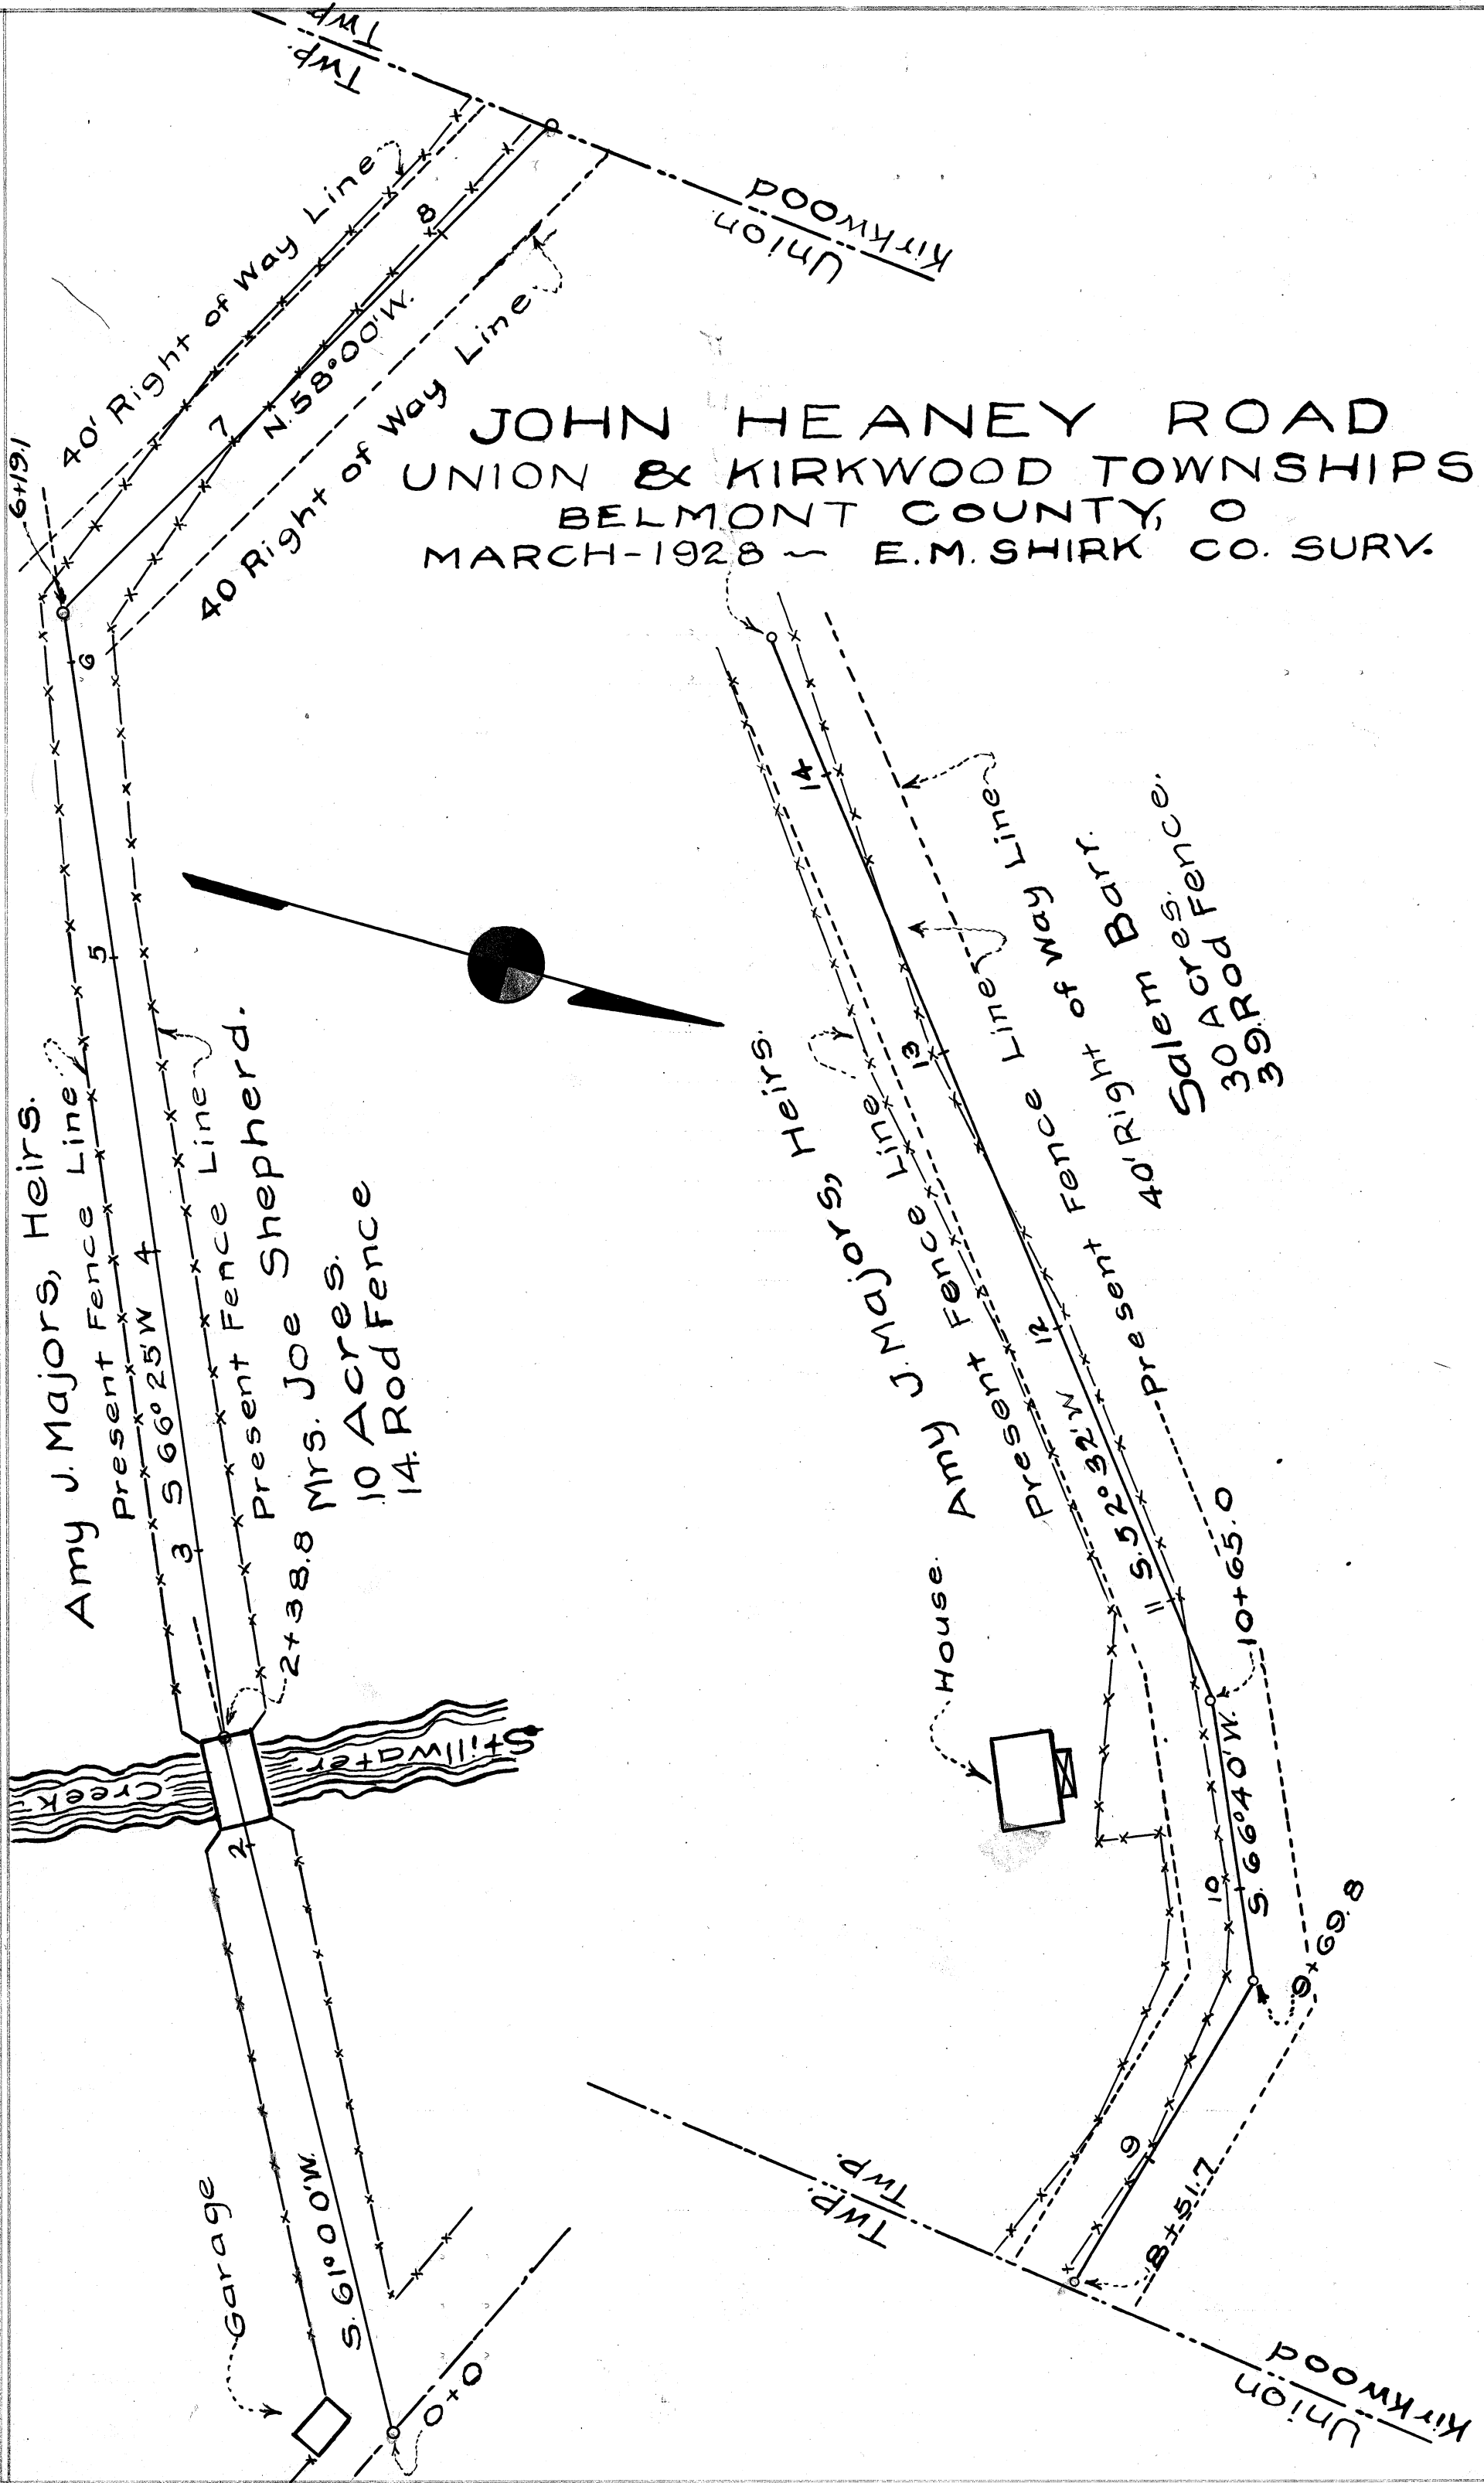 JOHN HEANEY ROAD
UNION & KIRKWOOD TOWNSHIPS
BELMONT COUNTY, O
MARCH-1928 ~ E.M. SHIRK CO. SURV.
Twp.
Twp
Union
Kirkwood
40' Right of Way Line
8
7
N. 58°00'W.
40 Right of Way Line
6+19.1
6
5
4
3
Amy J. Majors, Heirs.
Present Fence Line
S 66° 25'W
Present Fence Line
Mrs. Joe Shepherd.
10 Acres.
14. Rod Fence
2+38.8
Stillwater
Creek
2
S. 61°00'W.
Garage
0+0
14
13
12
11
Amy J. Majors, Heirs.
Present Fence Line
S. 52° 32' W
Present Fence Line
40' Right of way Line
Salem Barr.
30 Acres.
39. Rod Fence.
House.
10+65.0
S. 66°40'W.
10
9+69.8
9
8+51.7
Twp.
Twp.
Union
Kirkwood